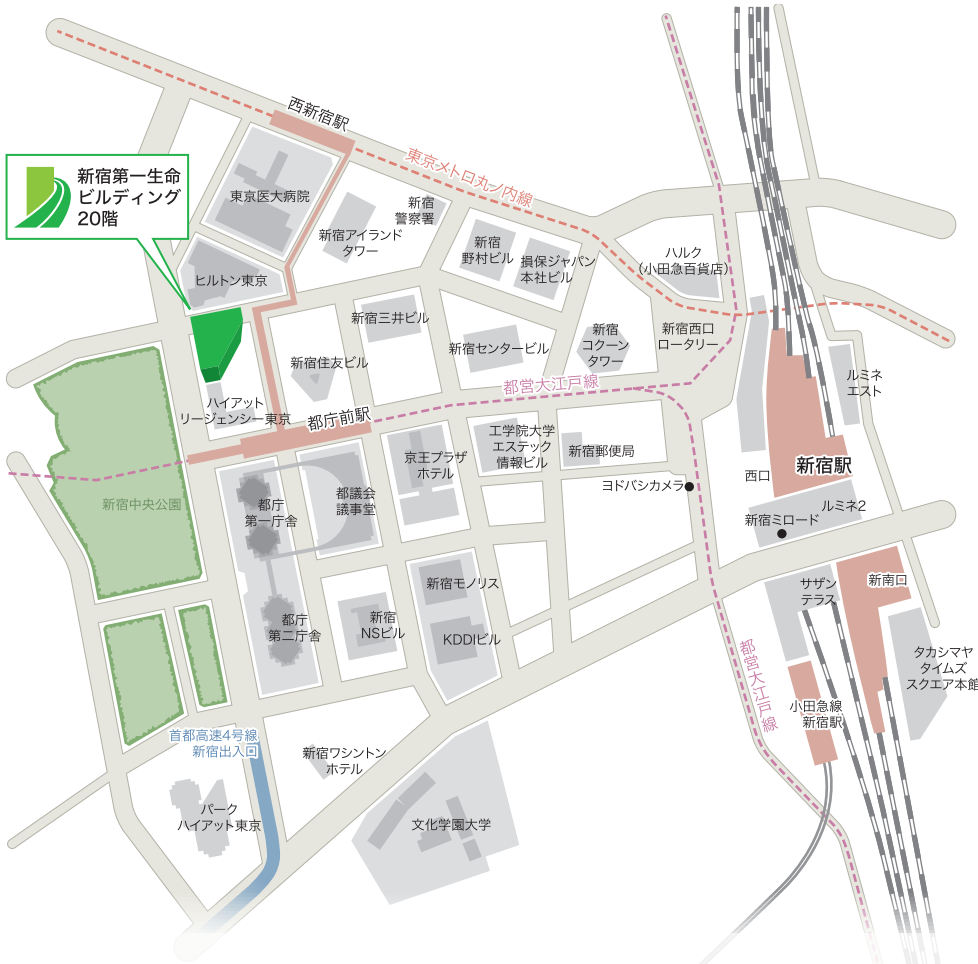 西新宿駅
東京メトロ丸ノ内線
新宿第一生命
ビルディング
20階
東京医大病院
新宿
警察署
新宿アイランド
タワー
新宿
野村ビル
損保ジャパン
本社ビル
ハルク
（小田急百貨店）
ヒルトン東京
新宿三井ビル
新宿センタービル
新宿
コクーン
タワー
新宿西口
ロータリー
新宿住友ビル
ルミネ
エスト
都営大江戸線
ハイアット
リージェンシー東京
都庁前駅
京王プラザ
ホテル
工学院大学
エステック
情報ビル
新宿郵便局
新宿駅
西口
ヨドバシカメラ
新宿中央公園
都庁
第一庁舎
都議会
議事堂
ルミネ2
新宿ミロード
新宿モノリス
サザン
テラス
新南口
都庁
第二庁舎
新宿
NSビル
KDDIビル
都営大江戸線
タカシマヤ
タイムズ
スクエア本館
小田急線
新宿駅
首都高速4号線
新宿出入口
新宿ワシントン
ホテル
パーク
ハイアット東京
文化学園大学